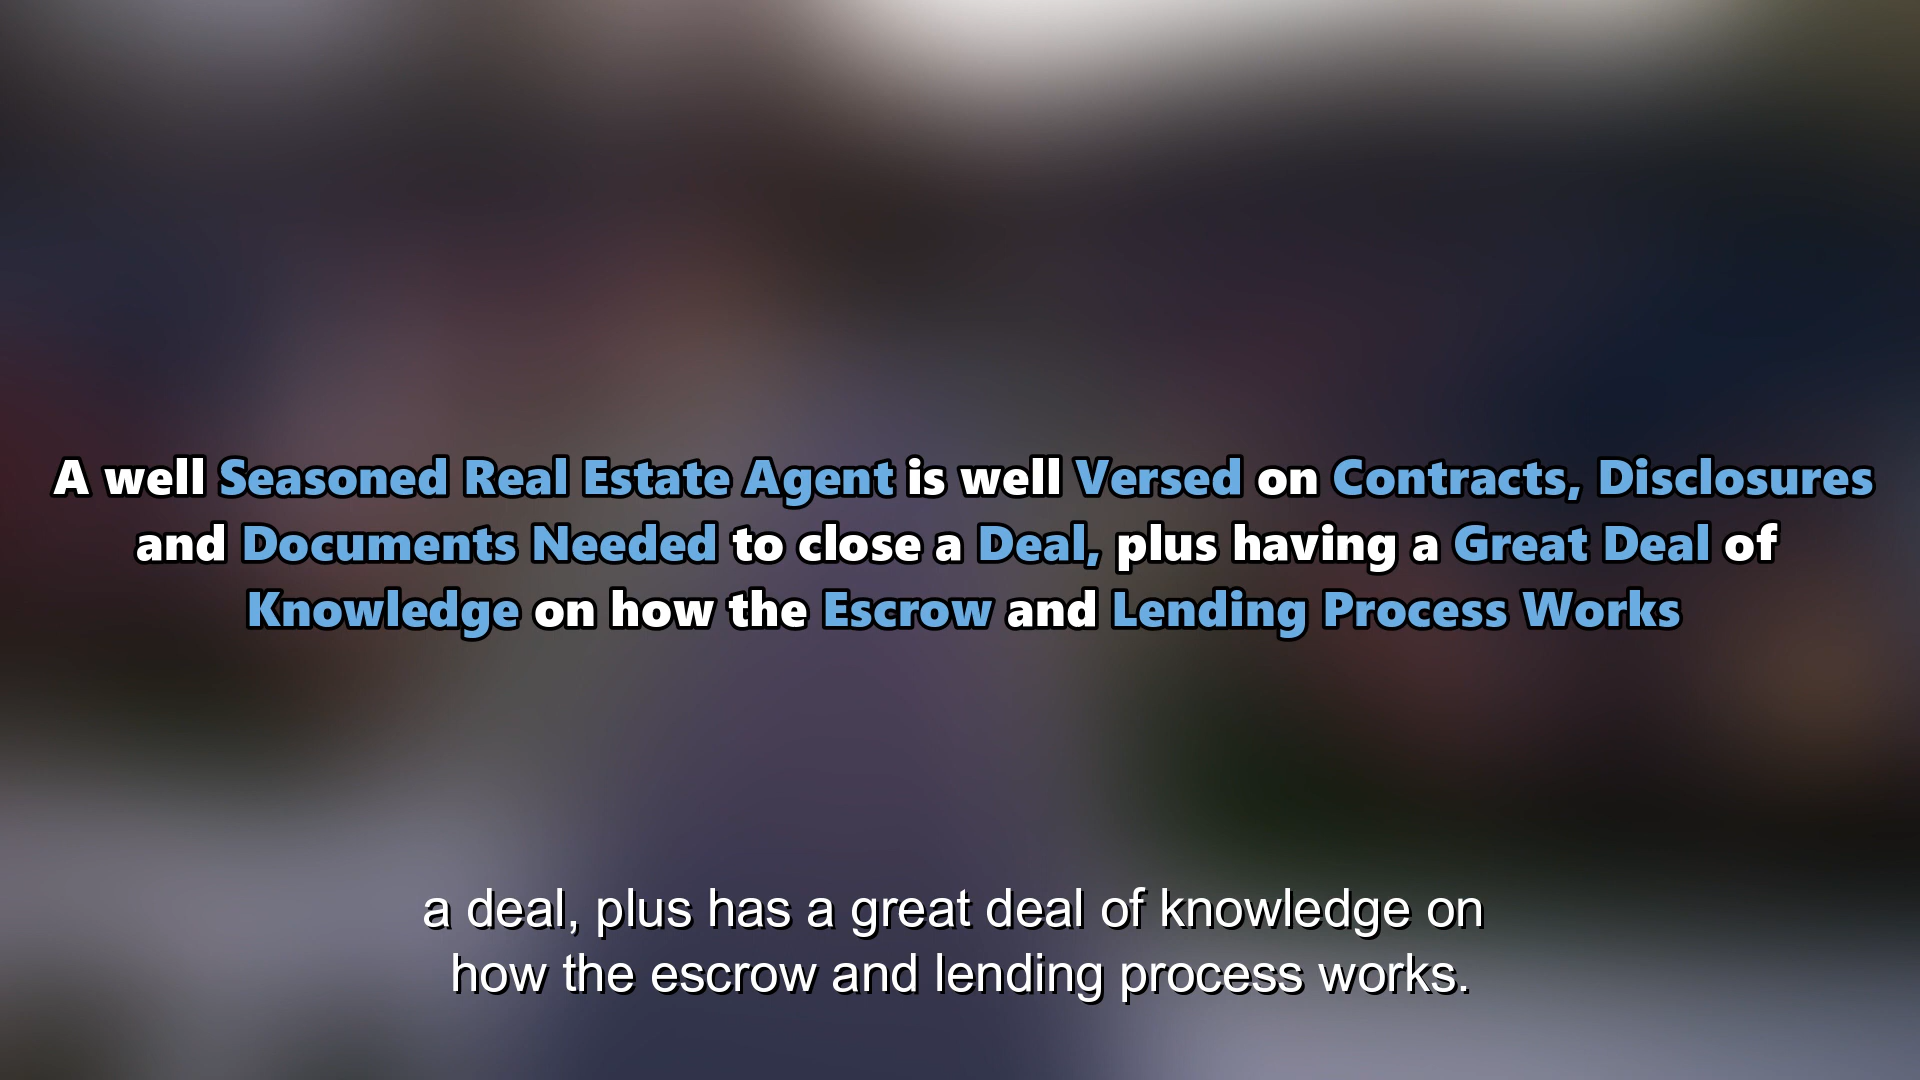 A well Seasoned Real Estate Agent is well Versed on Contracts, Disclosures
and Documents Needed to close a Deal, plus having a Great Deal of
Knowledge on how the Escrow and Lending Process Works
a deal, plus has a great deal of knowledge on
how the escrow and lending process works.